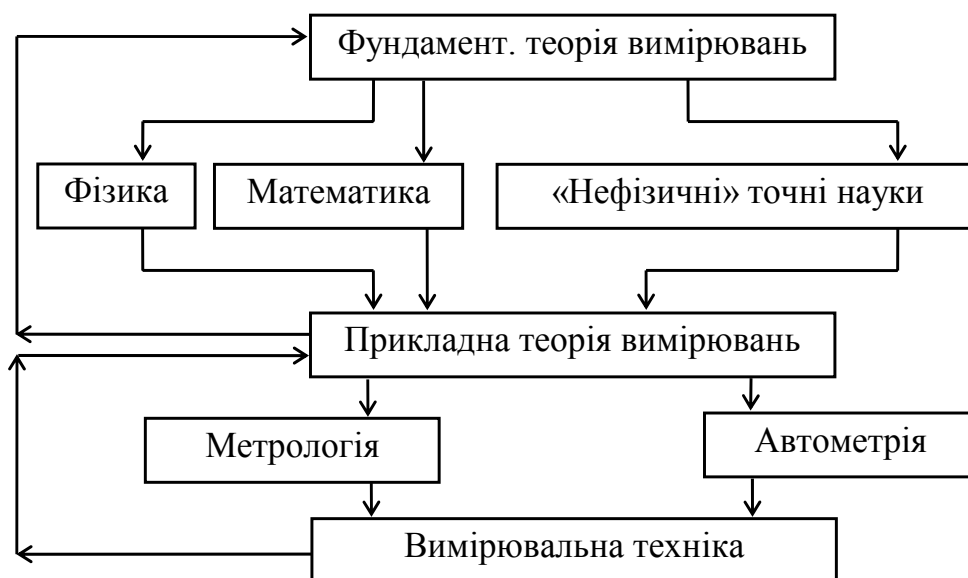 Фундамент. теорія вимірювань
Фізика
Математика
«Нефізичні» точні науки
Прикладна теорія вимірювань
Метрологія
Автометрія
Вимірювальна техніка